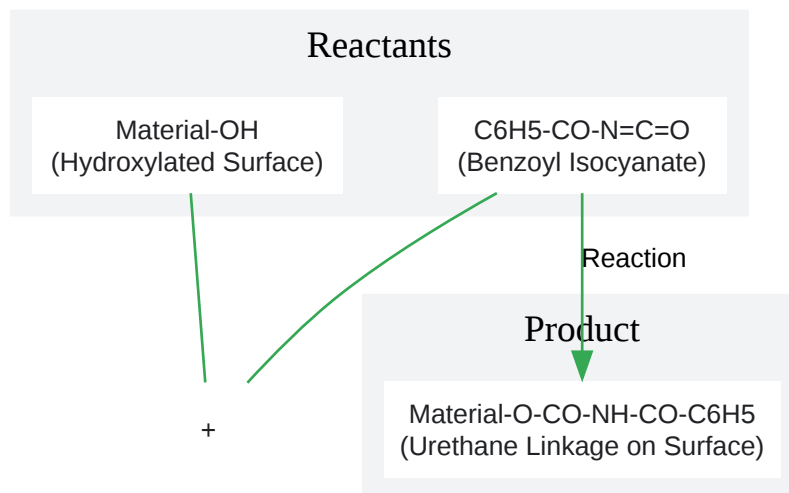 Reactants
Material-OH
(Hydroxylated Surface)
C6H5-CO-N=C=O
(Benzoyl Isocyanate)
Reaction
Product
Material-O-CO-NH-CO-C6H5
(Urethane Linkage on Surface)
+